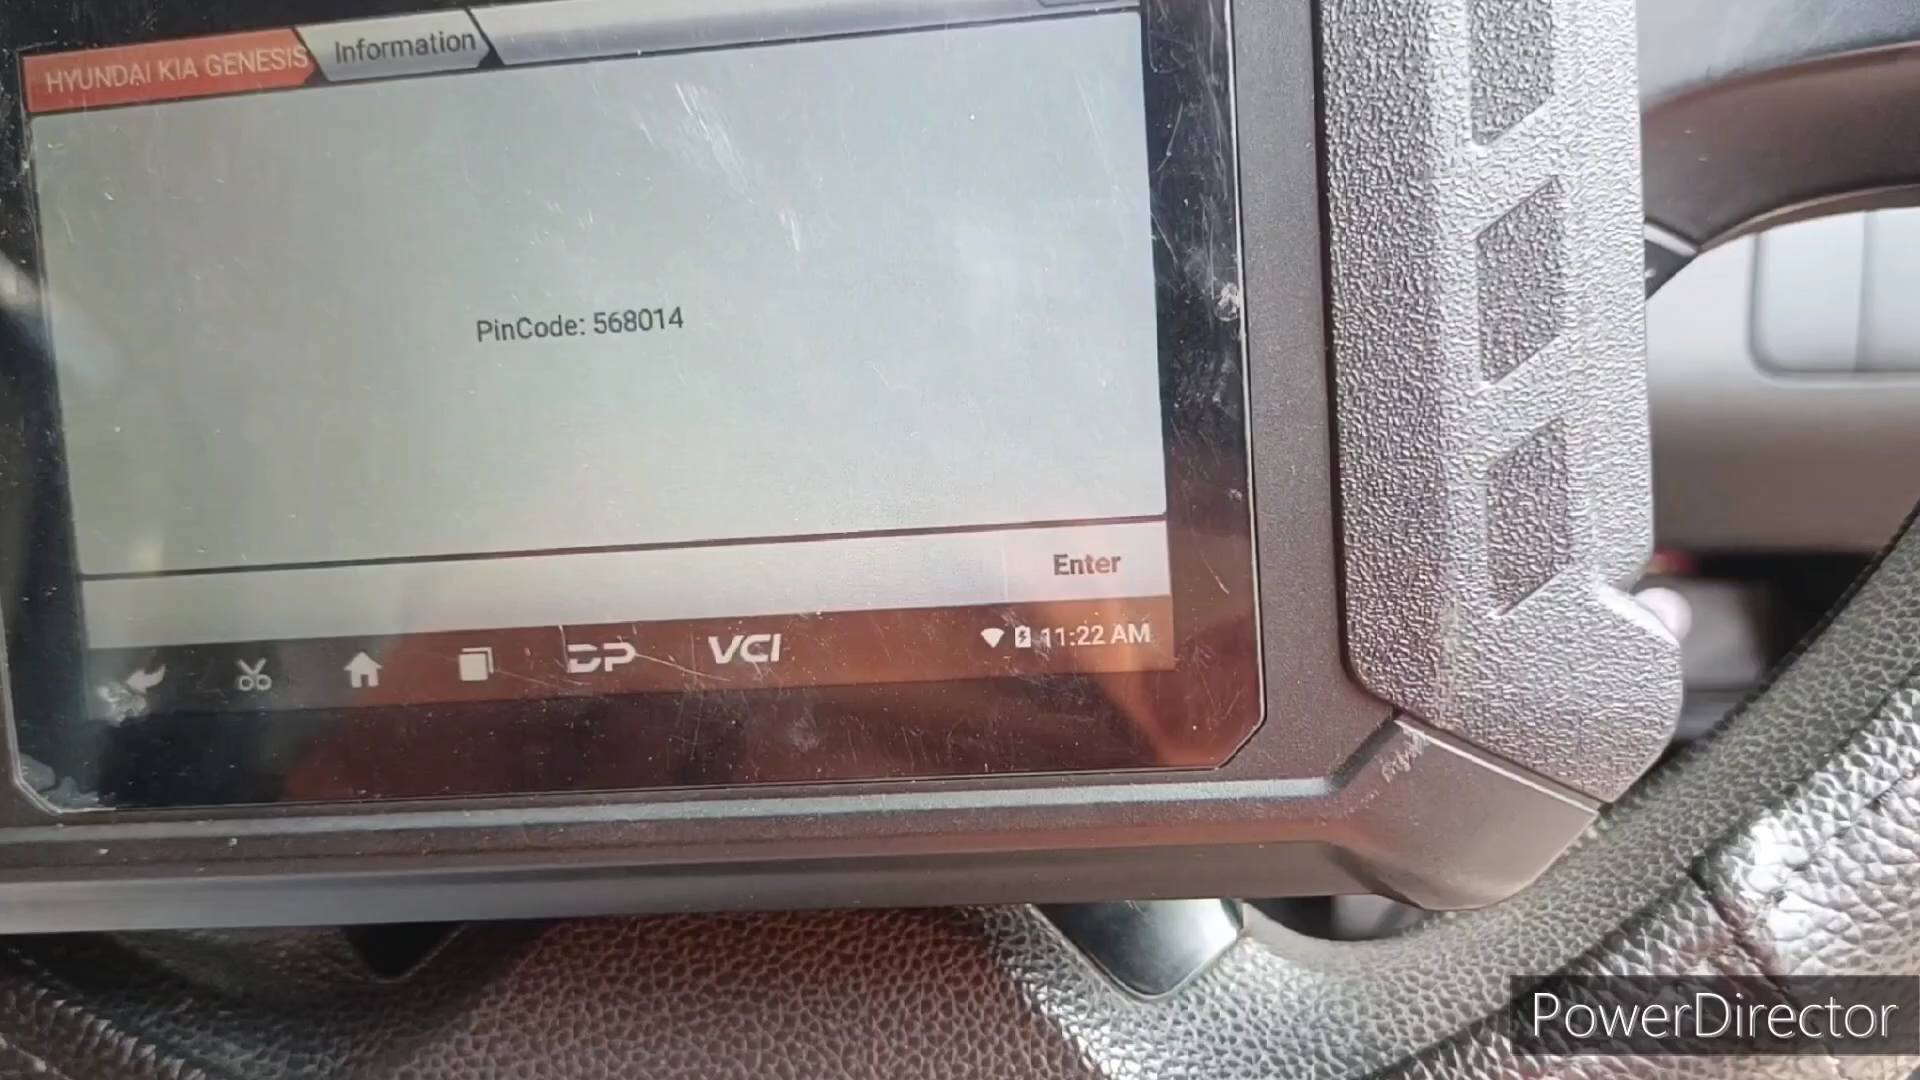 HYUNDAI KIA GENESIS
Information
PinCode: 568014
Enter
DP
VCI
11:22 AM
PowerDirector